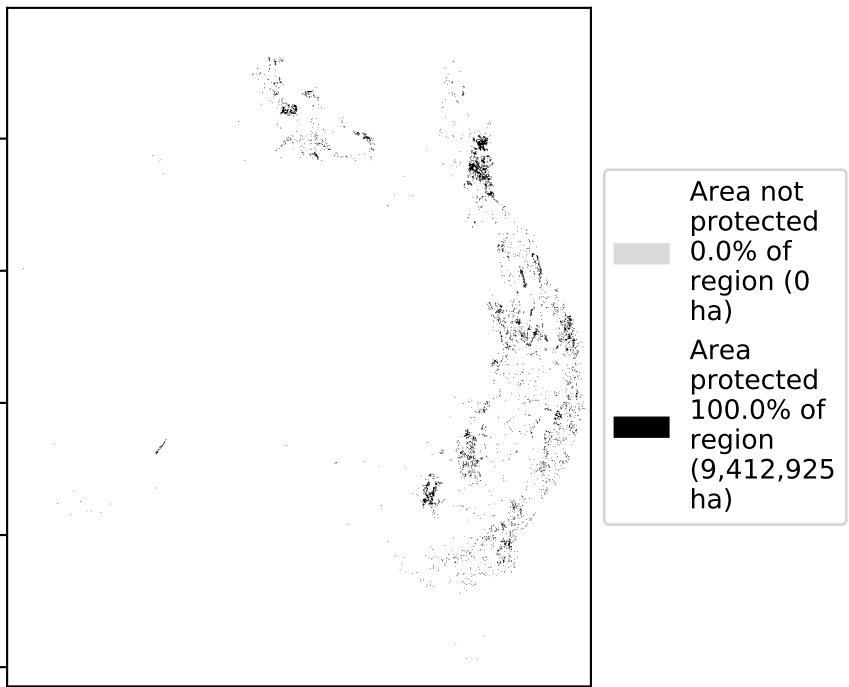 Area not
protected
0.0% of
region (0
ha)
Area
protected
100.0% of
region
(9,412,925
ha)